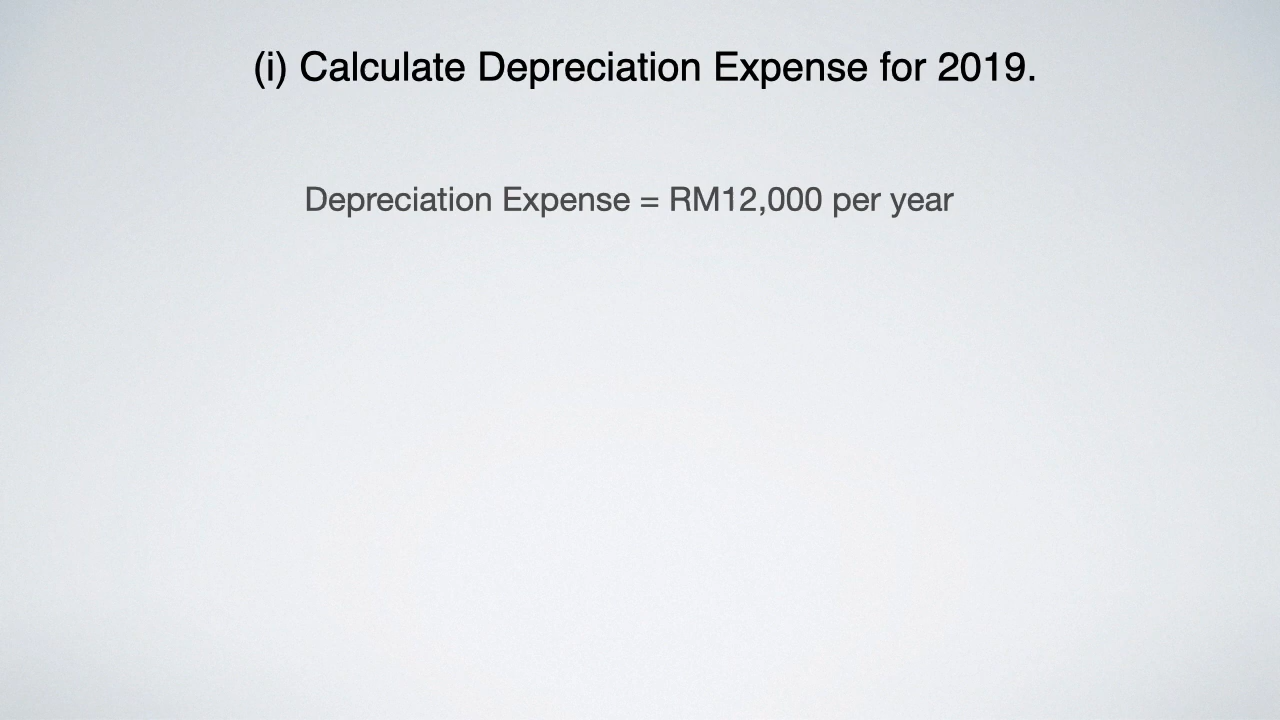 (i) Calculate Depreciation Expense for 2019.
Depreciation Expense = RM12,000 per year